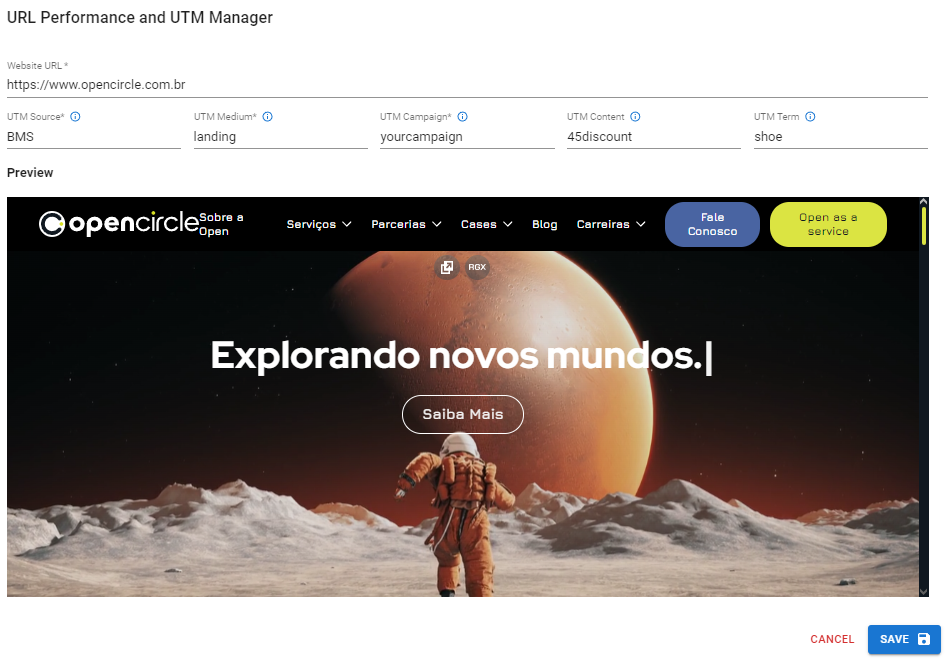 URL Performance and UTM Manager
Website URL *
https://www.opencircle.com.br
UTM Source* UTM Medium* UTM Campaign* UTM Content UTM Term
BMS landing yourcampaign 45discount shoe
Preview
opencircle
Sobre a
Open
Serviços Parcerias Cases Blog Carreiras
Fale
Conosco
Open as a
service
RGX
Explorando novos mundos.|
Saiba Mais
CANCEL SAVE